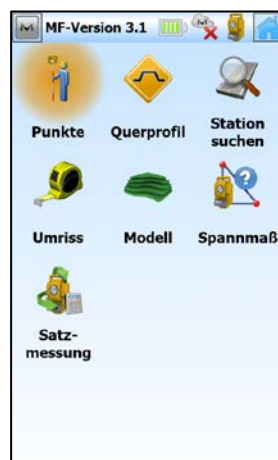 MF-Version 3.1
Punkte
Querprofil
Station
suchen
Umriss
Modell
Spannmaß
Satz-
messung